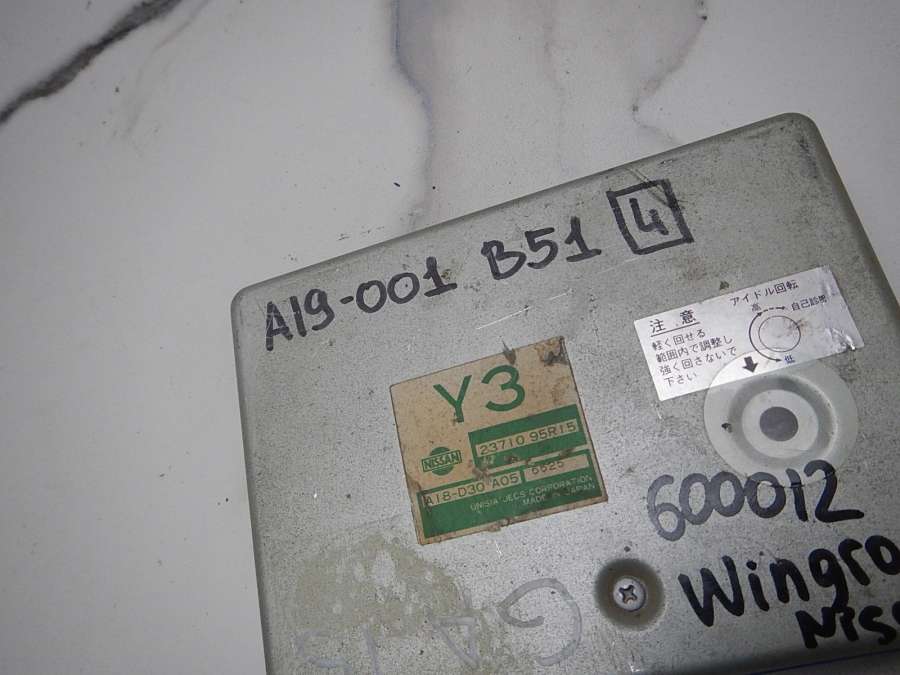 A19-001 B51 4
アイドル回転
高
自己診断
注 意
軽く回せる
範囲内で調整し
強く回さないで
下さい
低
Y3
NISSAN
23710 95R15
A18-D30 A05 6625
UNISIA JECS CORPORATION
MADE IN JAPAN
600012
Wingro
Niss